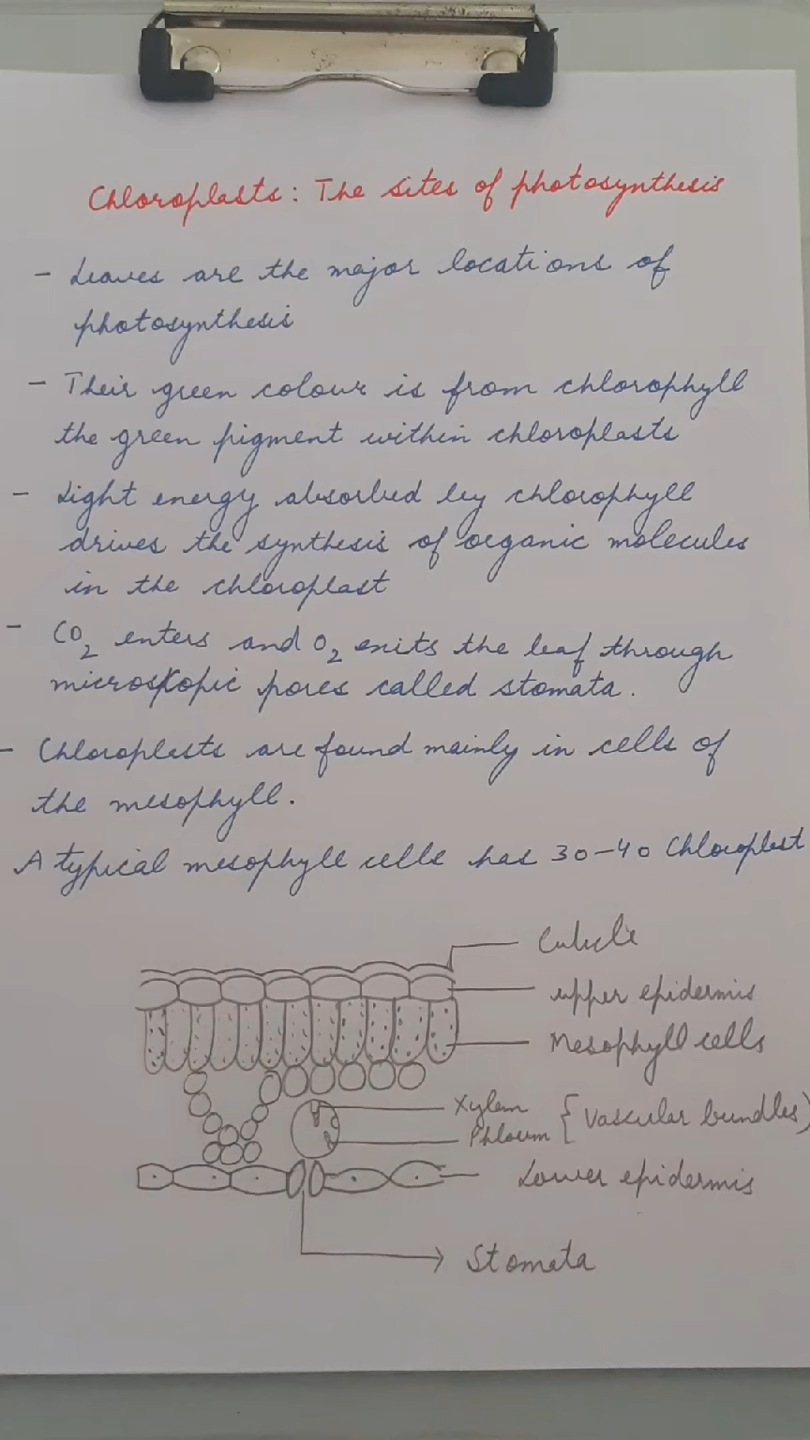 Chloroplasts: The sites of photosynthesis
- Leaves are the major locations of
photosynthesis
- Their green colour is from chlorophyll
the green pigment within chloroplasts
- Light energy absorbed by chlorophyll
drives the synthesis of organic molecules
in the chloroplast
- CO₂ enters and O₂ exits the leaf through
microskopic pores called stomata.
- Chloroplasts are found mainly in cells of
the mesophyll.
A typical mesophyll cells has 30-40 Chloroplast
Cuticle
upper epidermis
Mesophyll cells
Xylem
Phloem { Vascular bundles}
Lower epidermis
Stomata